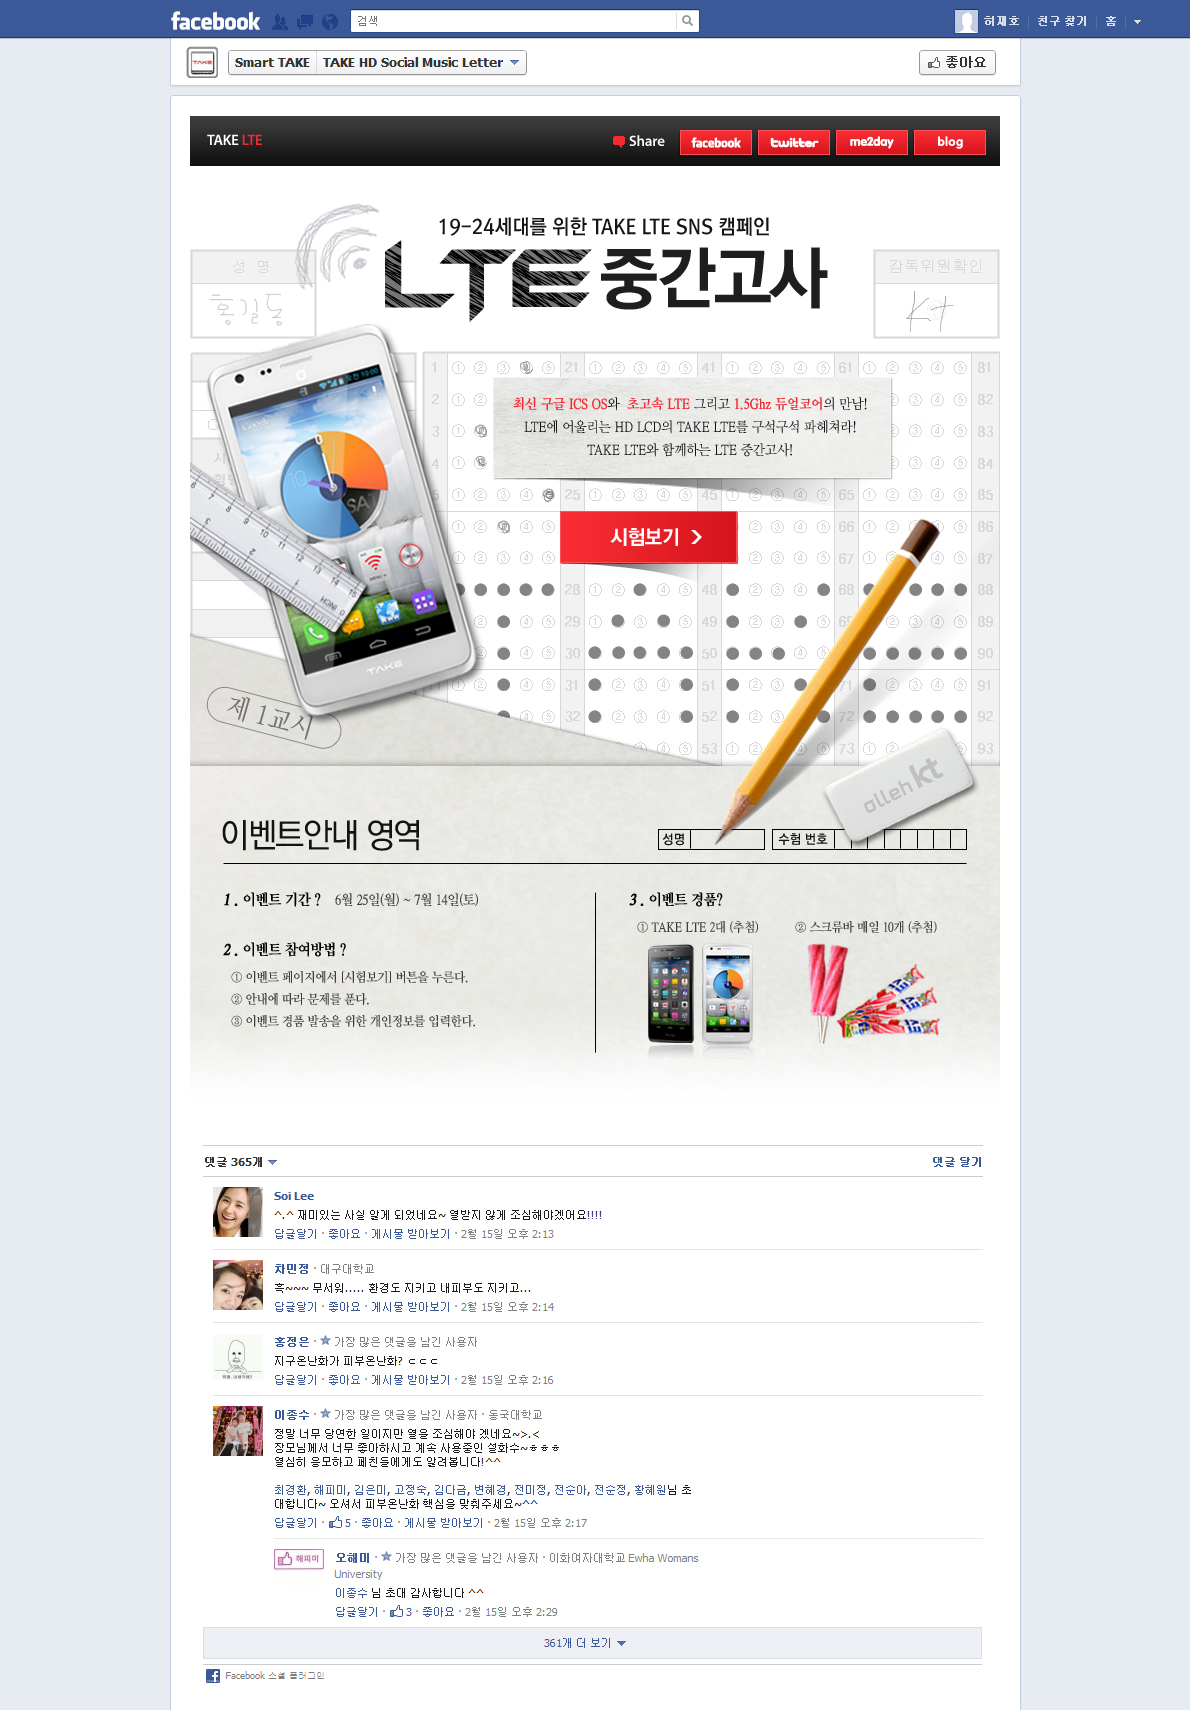 facebook
검색
허재호
친구 찾기
홈
Smart TAKE
TAKE HD Social Music Letter
좋아요
TAKE LTE
Share
facebook
twitter
me2day
blog
19-24세대를 위한 TAKE LTE SNS 캠페인
LTE 중간고사
성 명
홍길동
감독위원확인
Kt
최신 구글 ICS OS와 초고속 LTE 그리고 1.5Ghz 듀얼코어의 만남!
LTE에 어울리는 HD LCD의 TAKE LTE를 구석구석 파헤쳐라!
TAKE LTE와 함께하는 LTE 중간고사!
시험보기 >
TAKE
제 1교시
olleh kt
이벤트안내 영역
성명
수험 번호
1. 이벤트 기간 ? 6월 25일(월) ~ 7월 14일(토)
2. 이벤트 참여방법 ?
① 이벤트 페이지에서 [시험보기] 버튼을 누른다.
② 안내에 따라 문제를 푼다.
③ 이벤트 경품 발송을 위한 개인정보를 입력한다.
3. 이벤트 경품?
① TAKE LTE 2대 (추첨)
② 스크류바 매일 10개 (추첨)
댓글 365개
댓글 달기
Soi Lee
^.^ 재미있는 사실 알게 되었네요~ 열받지 않게 조심해야겠어요!!!!
답글달기 · 좋아요 · 게시물 받아보기 · 2월 15일 오후 2:13
차민정 · 대구대학교
흑~~~ 무서워..... 환경도 지키고 내피부도 지키고...
답글달기 · 좋아요 · 게시물 받아보기 · 2월 15일 오후 2:14
홍정은 · 가장 많은 댓글을 남긴 사용자
지구온난화가 피부온난화? ㄷㄷㄷ
답글달기 · 좋아요 · 게시물 받아보기 · 2월 15일 오후 2:16
이종수 · 가장 많은 댓글을 남긴 사용자 · 동국대학교
정말 너무 당연한 일이지만 열을 조심해야 겠네요~>.<
장모님께서 너무 좋아하시고 계속 사용중인 설화수~ㅎㅎㅎ
열심히 응모하고 페친들에게도 알려봅니다!^^
최경환, 해피미, 김은미, 고정숙, 김다금, 변혜경, 전미정, 전순아, 전순정, 황혜원님 초
대합니다~ 오셔서 피부온난화 핵심을 맞춰주세요~^^
답글달기 · 5 · 좋아요 · 게시물 받아보기 · 2월 15일 오후 2:17
해피미
오해미 · 가장 많은 댓글을 남긴 사용자 · 이화여자대학교 Ewha Womans
University
이종수 님 초대 감사합니다 ^^
답글달기 · 3 · 좋아요 · 2월 15일 오후 2:29
361개 더 보기
Facebook 소셜 플러그인